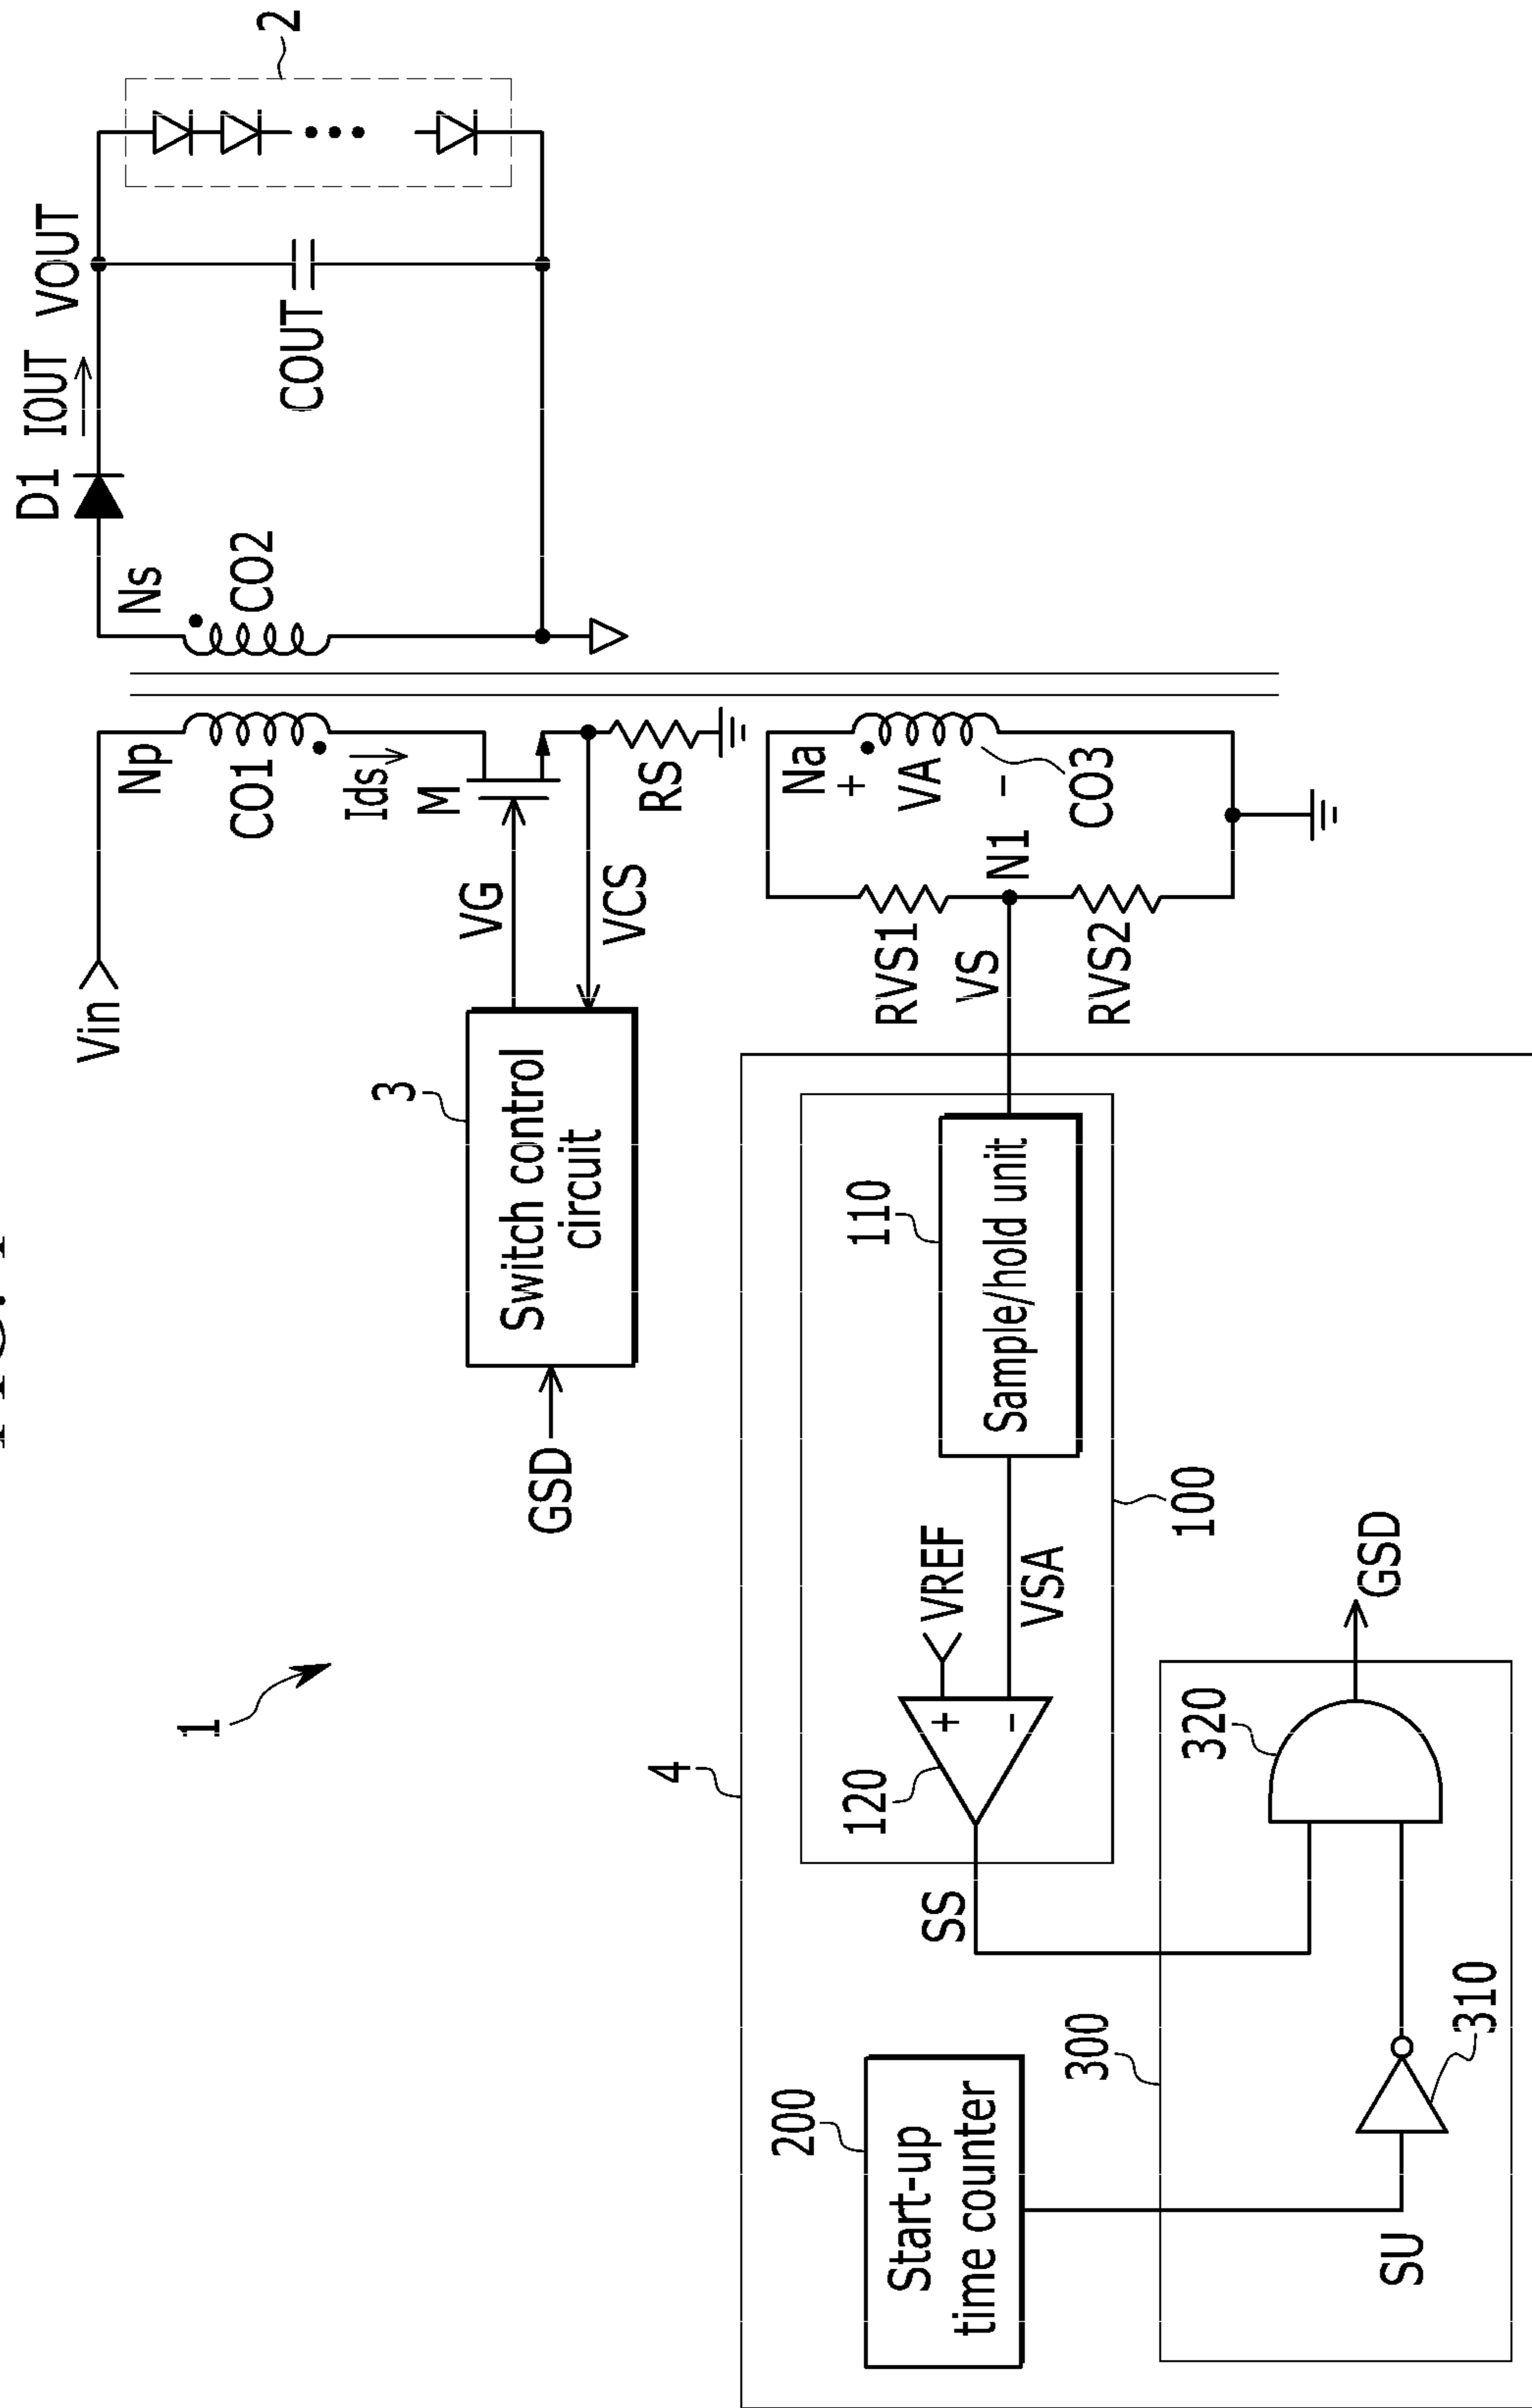 1
Vin
Np
CO1
Ids
M
VG
VCS
RS
3
Switch control
circuit
GSD
D1
IOUT
VOUT
Ns
CO2
COUT
2
4
Na
+
VA
-
CO3
N1
RVS1
VS
RVS2
110
Sample/hold unit
VREF
VSA
100
120
+
-
SS
200
Start-up
time counter
300
SU
310
320
GSD